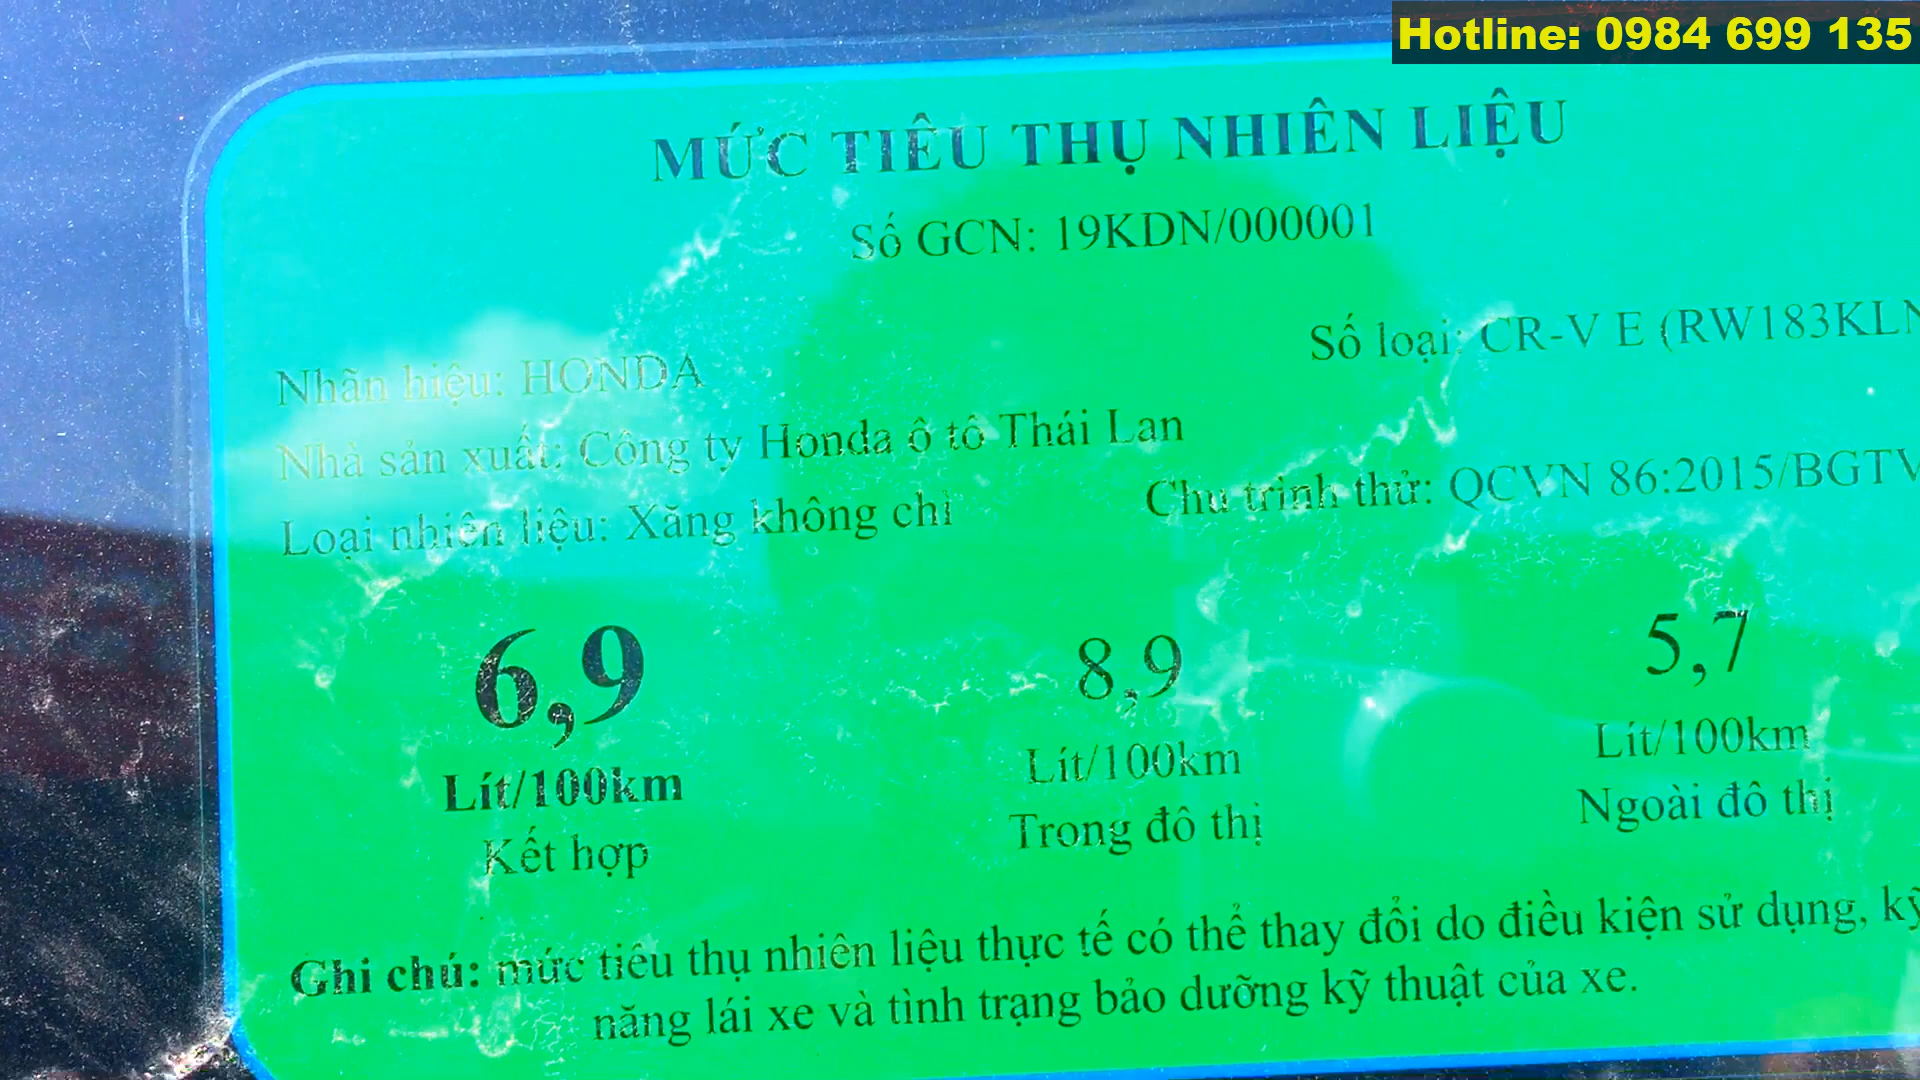 Hotline: 0984 699 135
MỨC TIÊU THỤ NHIÊN LIỆU
Số GCN: 19KDN/000001
Nhãn hiệu: HONDA
Số loại: CR-V E (RW183KLN
Nhà sản xuất: Công ty Honda ô tô Thái Lan
Loại nhiên liệu: Xăng không chì
Chu trình thử: QCVN 86:2015/BGTV
6,9
Lít/100km
Kết hợp
8,9
Lít/100km
Trong đô thị
5,7
Lít/100km
Ngoài đô thị
Ghi chú: mức tiêu thụ nhiên liệu thực tế có thể thay đổi do điều kiện sử dụng, kỹ
năng lái xe và tình trạng bảo dưỡng kỹ thuật của xe.